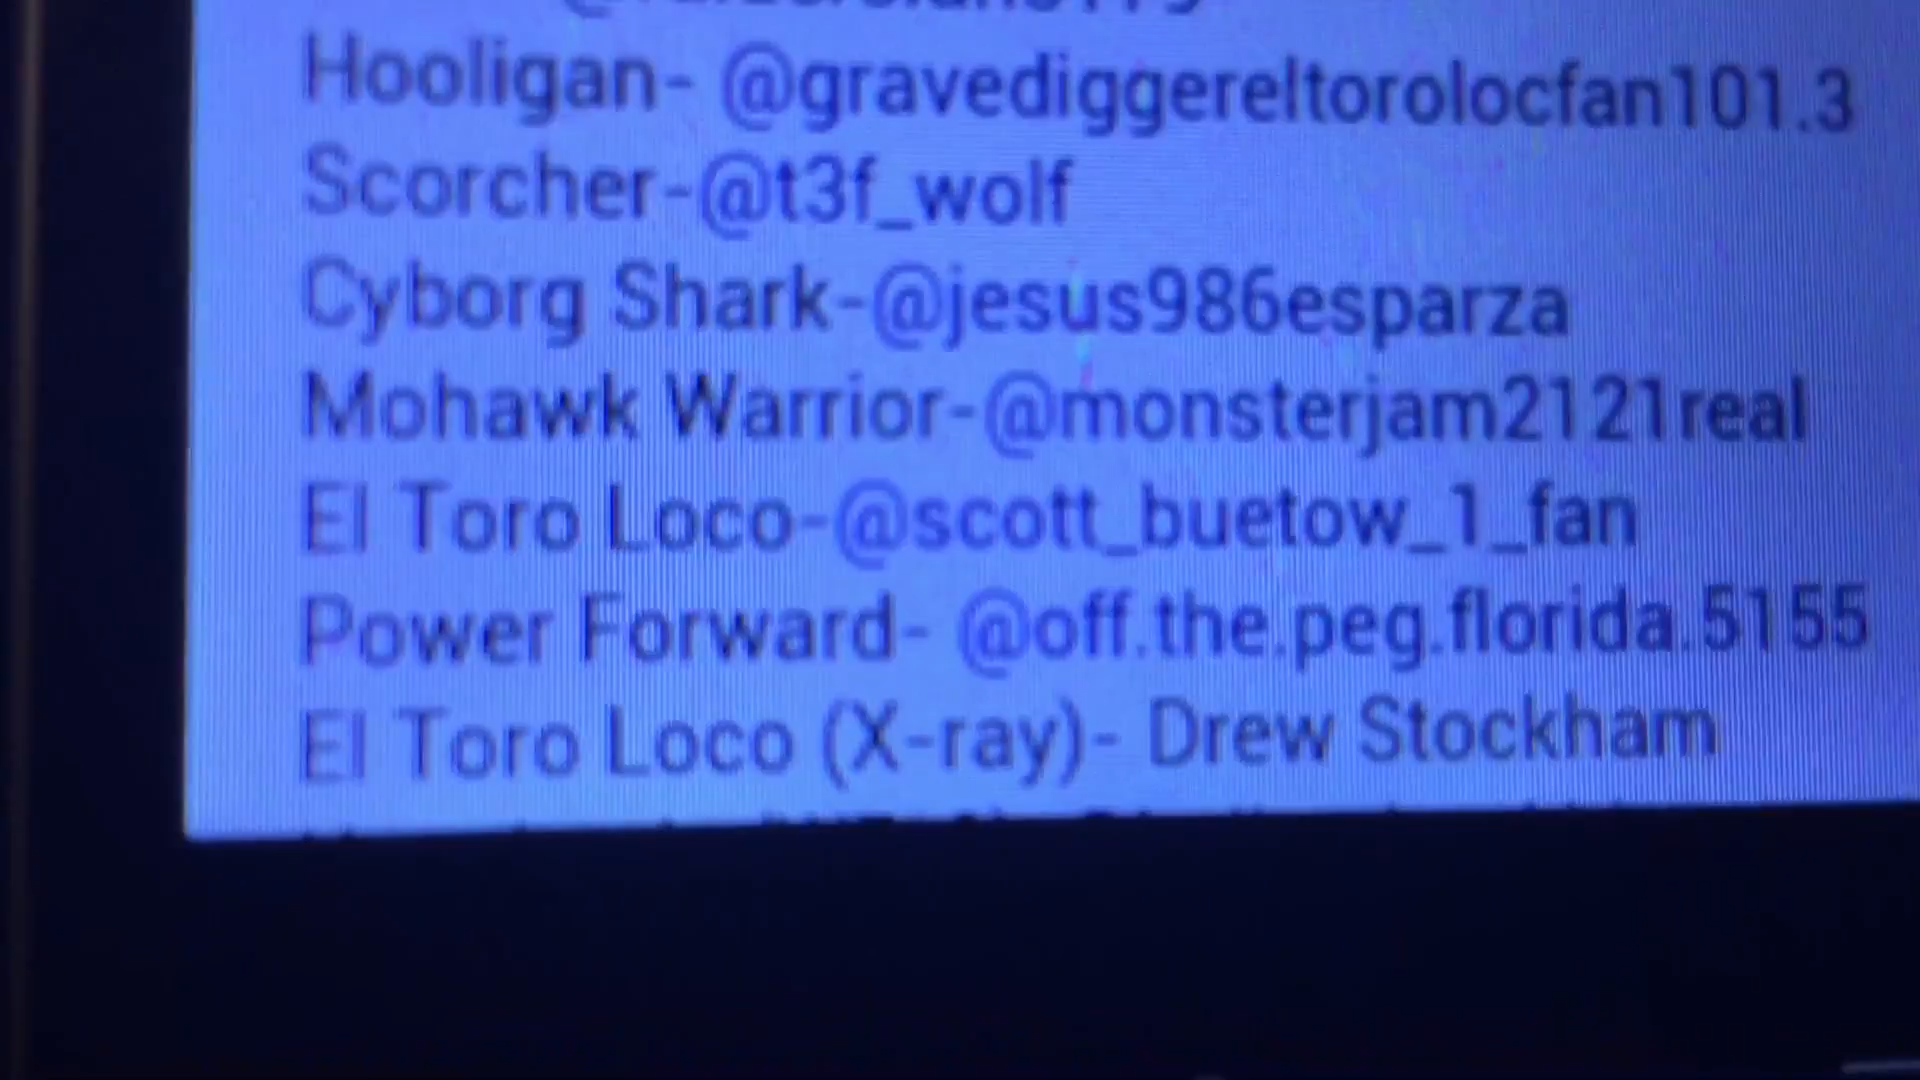 Hooligan- @gravediggereltorolocfan101.3
Scorcher-@t3f_wolf
Cyborg Shark-@jesus986esparza
Mohawk Warrior-@monsterjam2121real
El Toro Loco-@scott_buetow_1_fan
Power Forward- @off.the.peg.florida.5155
El Toro Loco (X-ray)- Drew Stockham